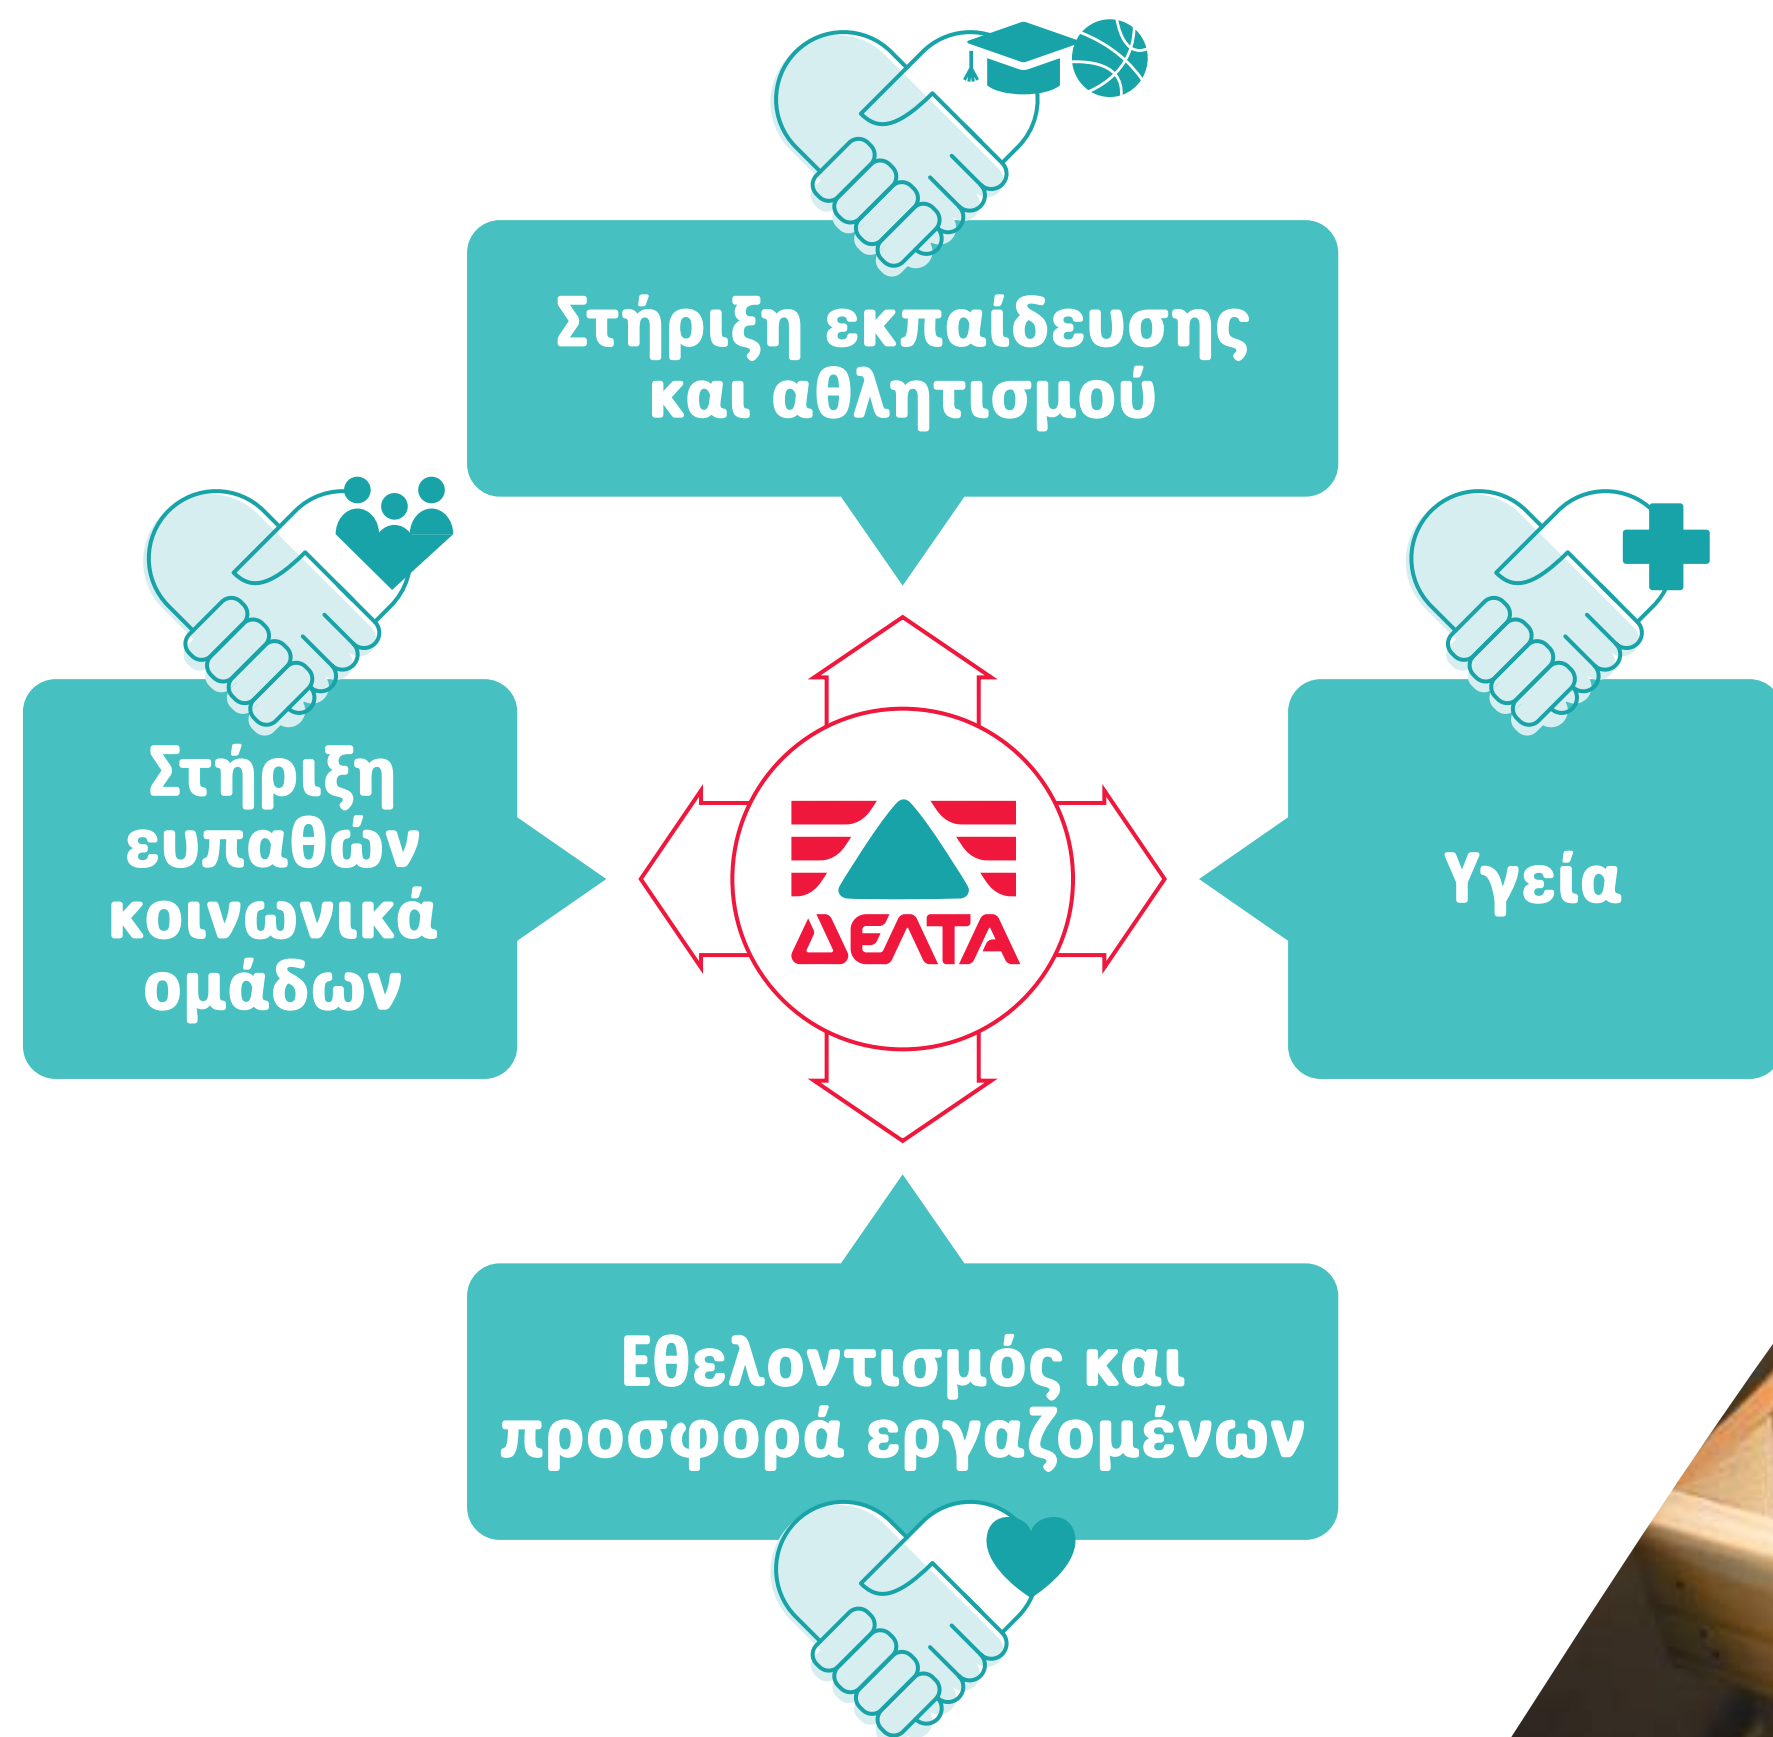 Στήριξη εκπαίδευσης
και αθλητισμού
Στήριξη
ευπαθών
κοινωνικά
ομάδων
ΔΕΛΤΑ
Υγεία
Εθελοντισμός και
προσφορά εργαζομένων